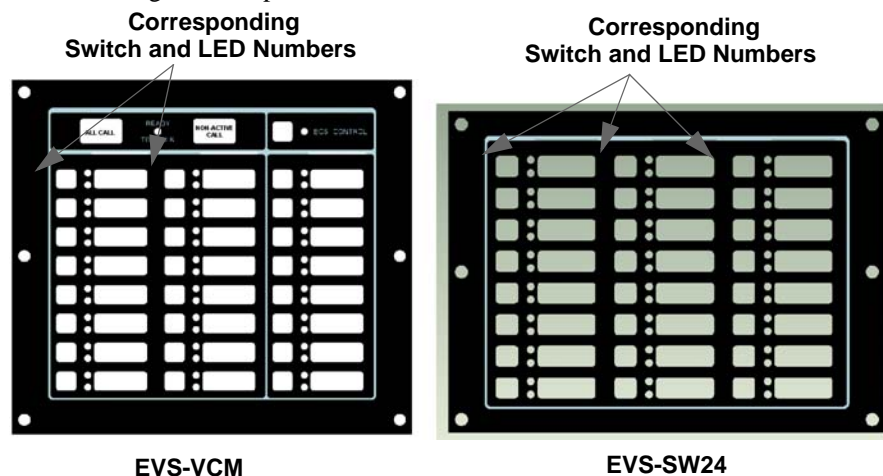 Corresponding
Switch and LED Numbers
Corresponding
Switch and LED Numbers
ALL CALL
READY
NON-ACTIVE
CALL
ECS CONTROL
EVS-VCM
EVS-SW24